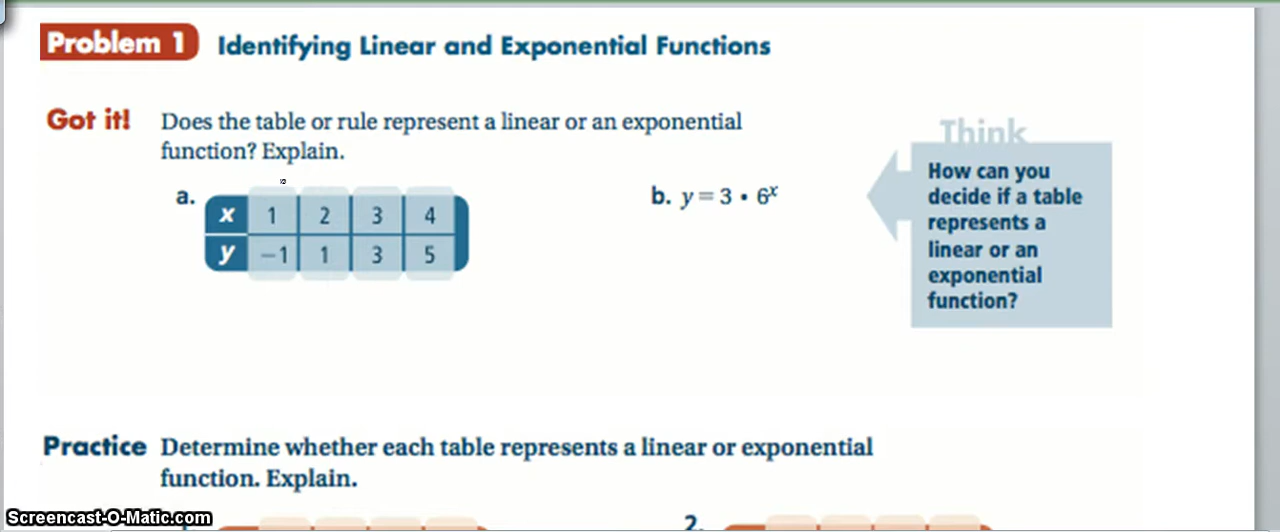 Problem 1 Identifying Linear and Exponential Functions
Got it! Does the table or rule represent a linear or an exponential
function? Explain.
a.
x 1 2 3 4
y −1 1 3 5
b. y = 3 • 6ˣ
Think
How can you
decide if a table
represents a
linear or an
exponential
function?
Practice Determine whether each table represents a linear or exponential
function. Explain.
2.
Screencast-O-Matic.com